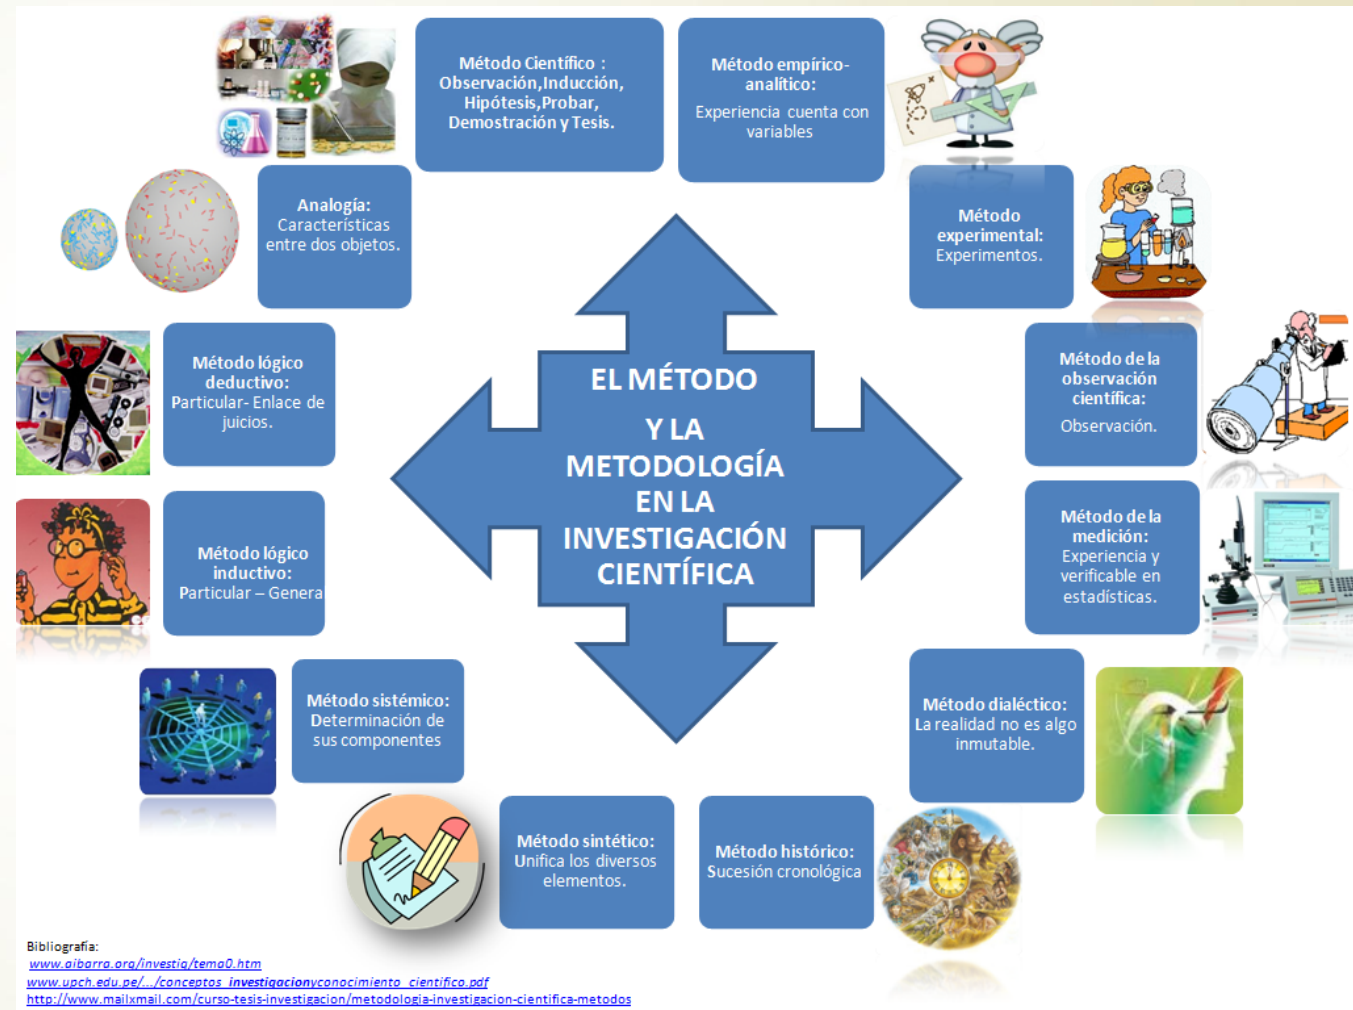 Método Científico :
Observación,Inducción,
Hipótesis,Probar,
Demostración y Tesis.
Método empírico-
analítico:
Experiencia cuenta con
variables
Analogía:
Características
entre dos objetos.
Método
experimental:
Experimentos.
Método lógico
deductivo:
Particular- Enlace de
juicios.
EL MÉTODO
Y LA
METODOLOGÍA
EN LA
INVESTIGACIÓN
CIENTÍFICA
Método de la
observación
científica:
Observación.
Método lógico
inductivo:
Particular – Genera
Método de la
medición:
Experiencia y
verificable en
estadísticas.
Método sistémico:
Determinación de
sus componentes
Método dialéctico:
La realidad no es algo
inmutable.
Método sintético:
Unifica los diversos
elementos.
Método histórico:
Sucesión cronológica
Bibliografía:
www.aibarra.org/investig/tema0.htm
www.upch.edu.pe/.../conceptos_investigacionyconocimiento_cientifico.pdf
http://www.mailxmail.com/curso-tesis-investigacion/metodologia-investigacion-cientifica-metodos